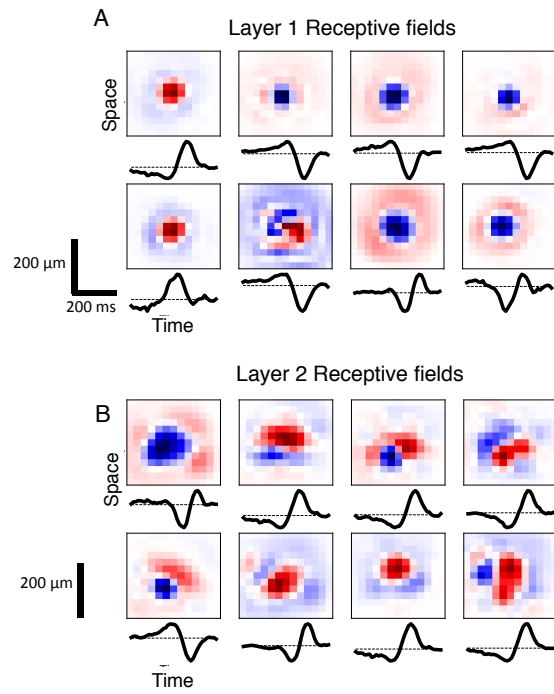 A
Layer 1 Receptive fields
Space
200 μm
200 ms
Time
Layer 2 Receptive fields
B
Space
200 μm
Time